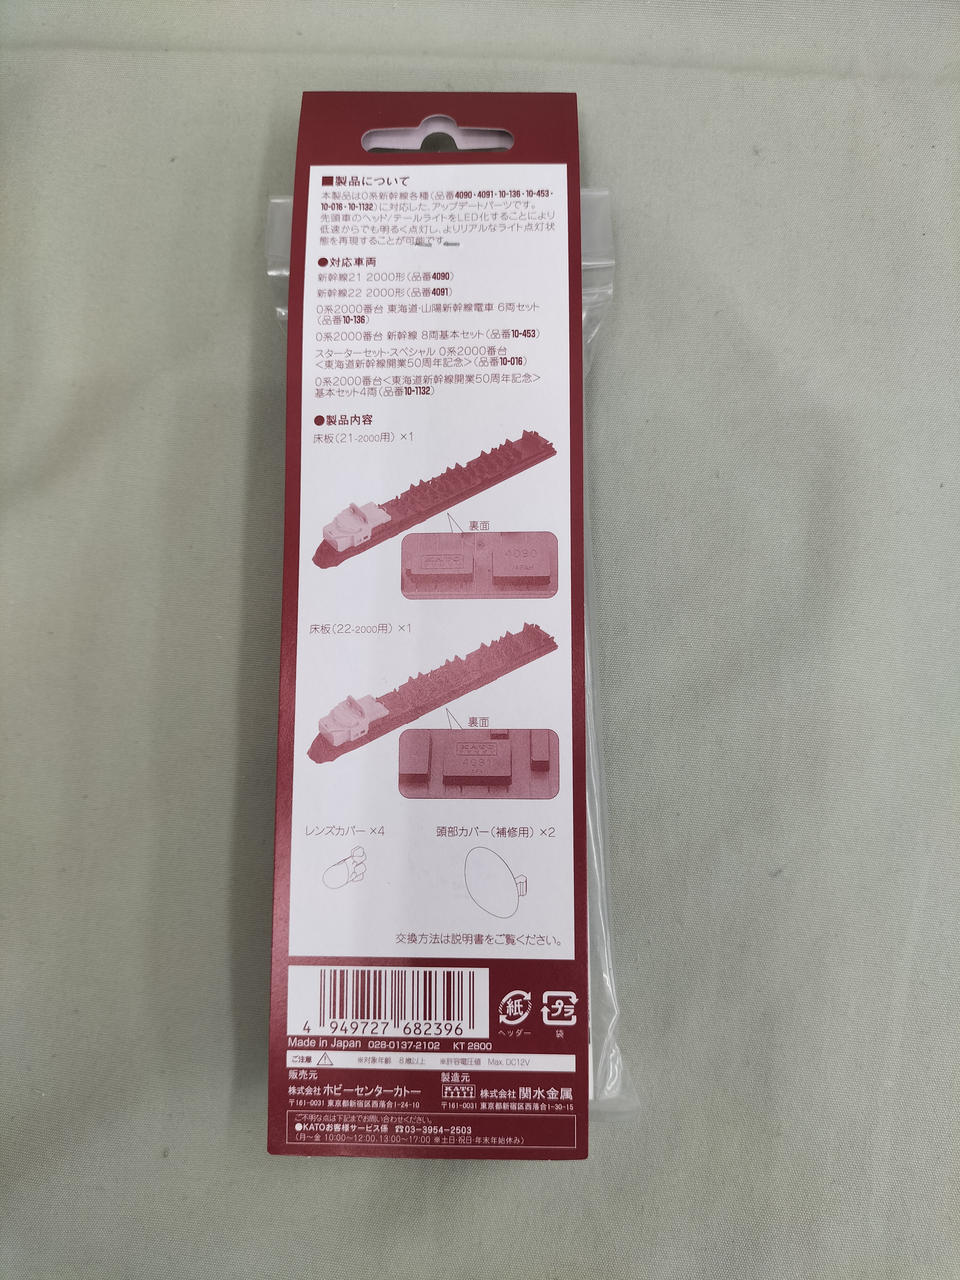 ■製品について
本製品は0系新幹線各種(品番4090・4091・10-136・10-453・
10-016・10-1132)に対応した、アップデートパーツです。
先頭車のヘッド/テールライトをLED化することにより
低速からでも明るく点灯し、よりリアルなライト点灯状
態を再現することが可能です。
●対応車両
新幹線21 2000形(品番4090)
新幹線22 2000形(品番4091)
0系2000番台 東海道・山陽新幹線電車 6両セット
(品番10-136)
0系2000番台 新幹線 8両基本セット(品番10-453)
スターターセット・スペシャル 0系2000番台
<東海道新幹線開業50周年記念>(品番10-016)
0系2000番台<東海道新幹線開業50周年記念>
基本セット4両(品番10-1132)
●製品内容
床板(21-2000用)×1
裏面
KATO
4090
JAPAN
床板(22-2000用)×1
裏面
KATO
4091
レンズカバー ×4
頭部カバー(補修用)×2
交換方法は説明書をご覧ください。
4 949727 682396
紙
ヘッダー
プラ
袋
Made in Japan 028-0137-2102 KT 2800
ご注意 ※対象年齢 8歳以上 ※許容電圧値 Max. DC12V
販売元
株式会社 ホビーセンターカトー
〒161-0031 東京都新宿区西落合1-24-10
製造元
KATO 株式会社 関水金属
〒161-0031 東京都新宿区西落合1-30-15
ご不明な点は下記までお問い合わせください。
●KATOお客様サービス係 ☎03-3954-2503
(月〜金 10:00〜12:00、13:00〜17:00 ※土日・祝日・年末年始休み)